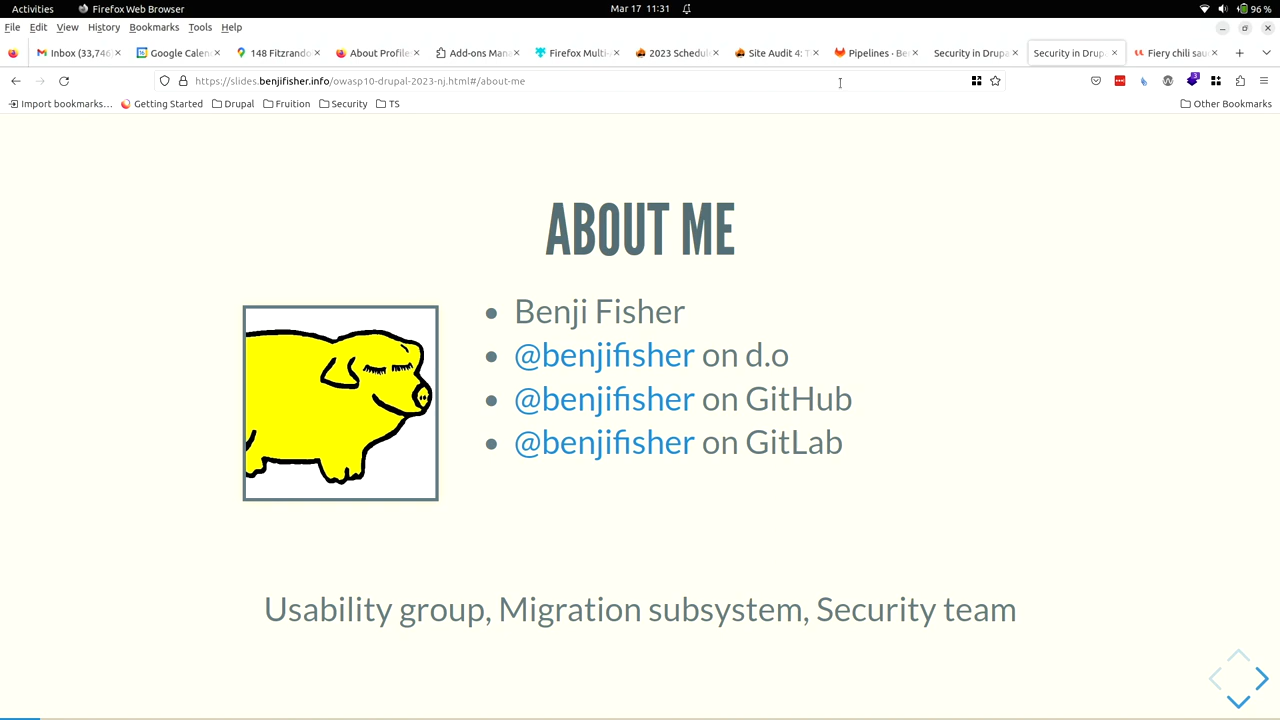 Activities
Firefox Web Browser
Mar 17 11:31
96 %
File Edit View History Bookmarks Tools Help
Inbox (33,746
Google Calen
148 Fitzrando
About Profile
Add-ons Mana
Firefox Multi-A
2023 Schedule
Site Audit 4: T
Pipelines · Be
Security in Drupa
Security in Drupa
Fiery chili sau
https://slides.benjifisher.info/owasp10-drupal-2023-nj.html#/about-me
Import bookmarks...
Getting Started
Drupal
Fruition
Security
TS
Other Bookmarks
ABOUT ME
Benji Fisher
@benjifisher on d.o
@benjifisher on GitHub
@benjifisher on GitLab
Usability group, Migration subsystem, Security team